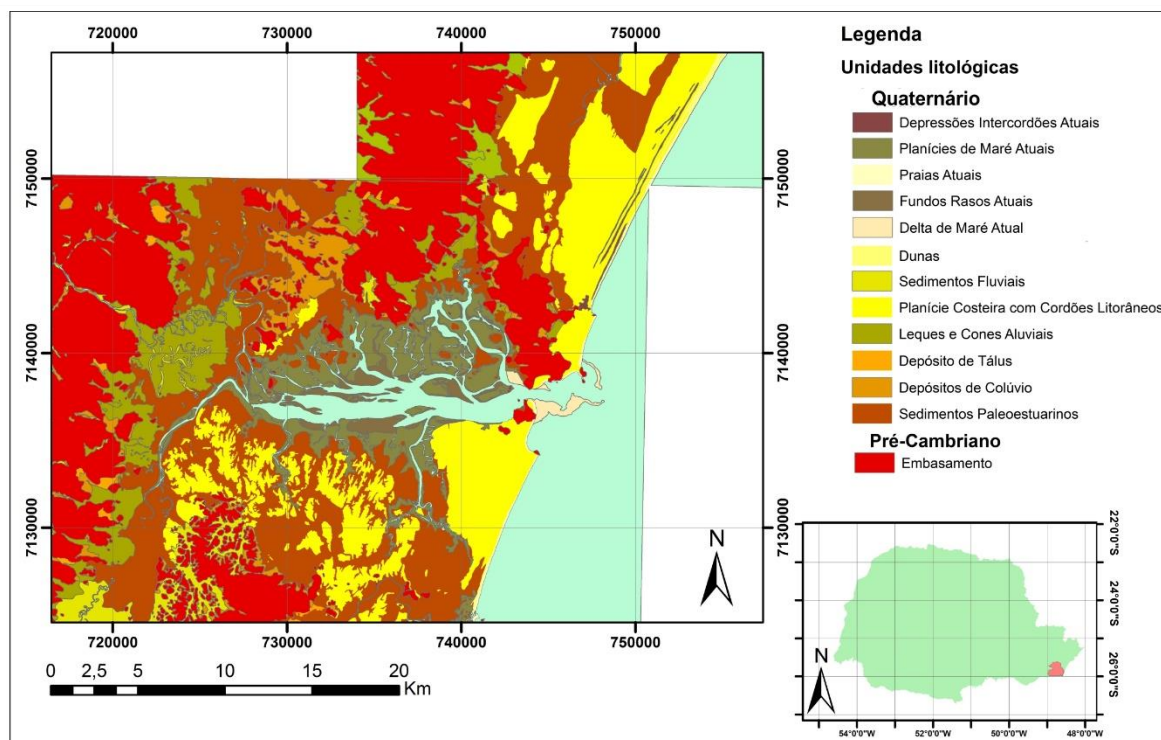 720000 730000 740000 750000
7150000 7150000
7140000 7140000
7130000 7130000
720000 730000 740000 750000
N
0 2,5 5 10 15 20
Km
Legenda
Unidades litológicas
Quaternário
Depressões Intercordões Atuais
Planícies de Maré Atuais
Praias Atuais
Fundos Rasos Atuais
Delta de Maré Atual
Dunas
Sedimentos Fluviais
Planície Costeira com Cordões Litorâneos
Leques e Cones Aluviais
Depósito de Tálus
Depósitos de Colúvio
Sedimentos Paleoestuarinos
Pré-Cambriano
Embasamento
22°0'0"S
24°0'0"S
26°0'0"S
N
54°0'0"W 52°0'0"W 50°0'0"W 48°0'0"W